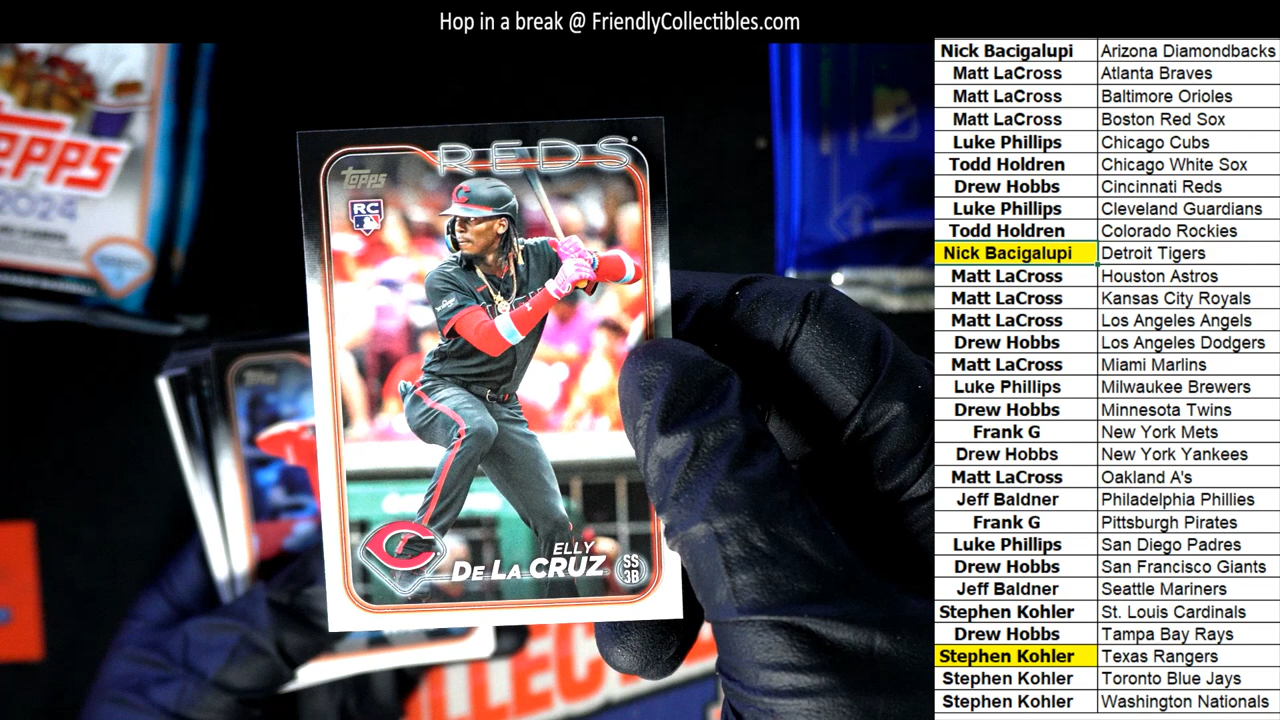 Hop in a break @ FriendlyCollectibles.com
Nick Bacigalupi Arizona Diamondbacks
Matt LaCross Atlanta Braves
Matt LaCross Baltimore Orioles
Matt LaCross Boston Red Sox
Luke Phillips Chicago Cubs
Todd Holdren Chicago White Sox
Drew Hobbs Cincinnati Reds
Luke Phillips Cleveland Guardians
Todd Holdren Colorado Rockies
Nick Bacigalupi Detroit Tigers
Matt LaCross Houston Astros
Matt LaCross Kansas City Royals
Matt LaCross Los Angeles Angels
Drew Hobbs Los Angeles Dodgers
Matt LaCross Miami Marlins
Luke Phillips Milwaukee Brewers
Drew Hobbs Minnesota Twins
Frank G New York Mets
Drew Hobbs New York Yankees
Matt LaCross Oakland A's
Jeff Baldner Philadelphia Phillies
Frank G Pittsburgh Pirates
Luke Phillips San Diego Padres
Drew Hobbs San Francisco Giants
Jeff Baldner Seattle Mariners
Stephen Kohler St. Louis Cardinals
Drew Hobbs Tampa Bay Rays
Stephen Kohler Texas Rangers
Stephen Kohler Toronto Blue Jays
Stephen Kohler Washington Nationals
REDS
Topps
RC
C
ELLY
DE LA CRUZ
SS
3B
2024